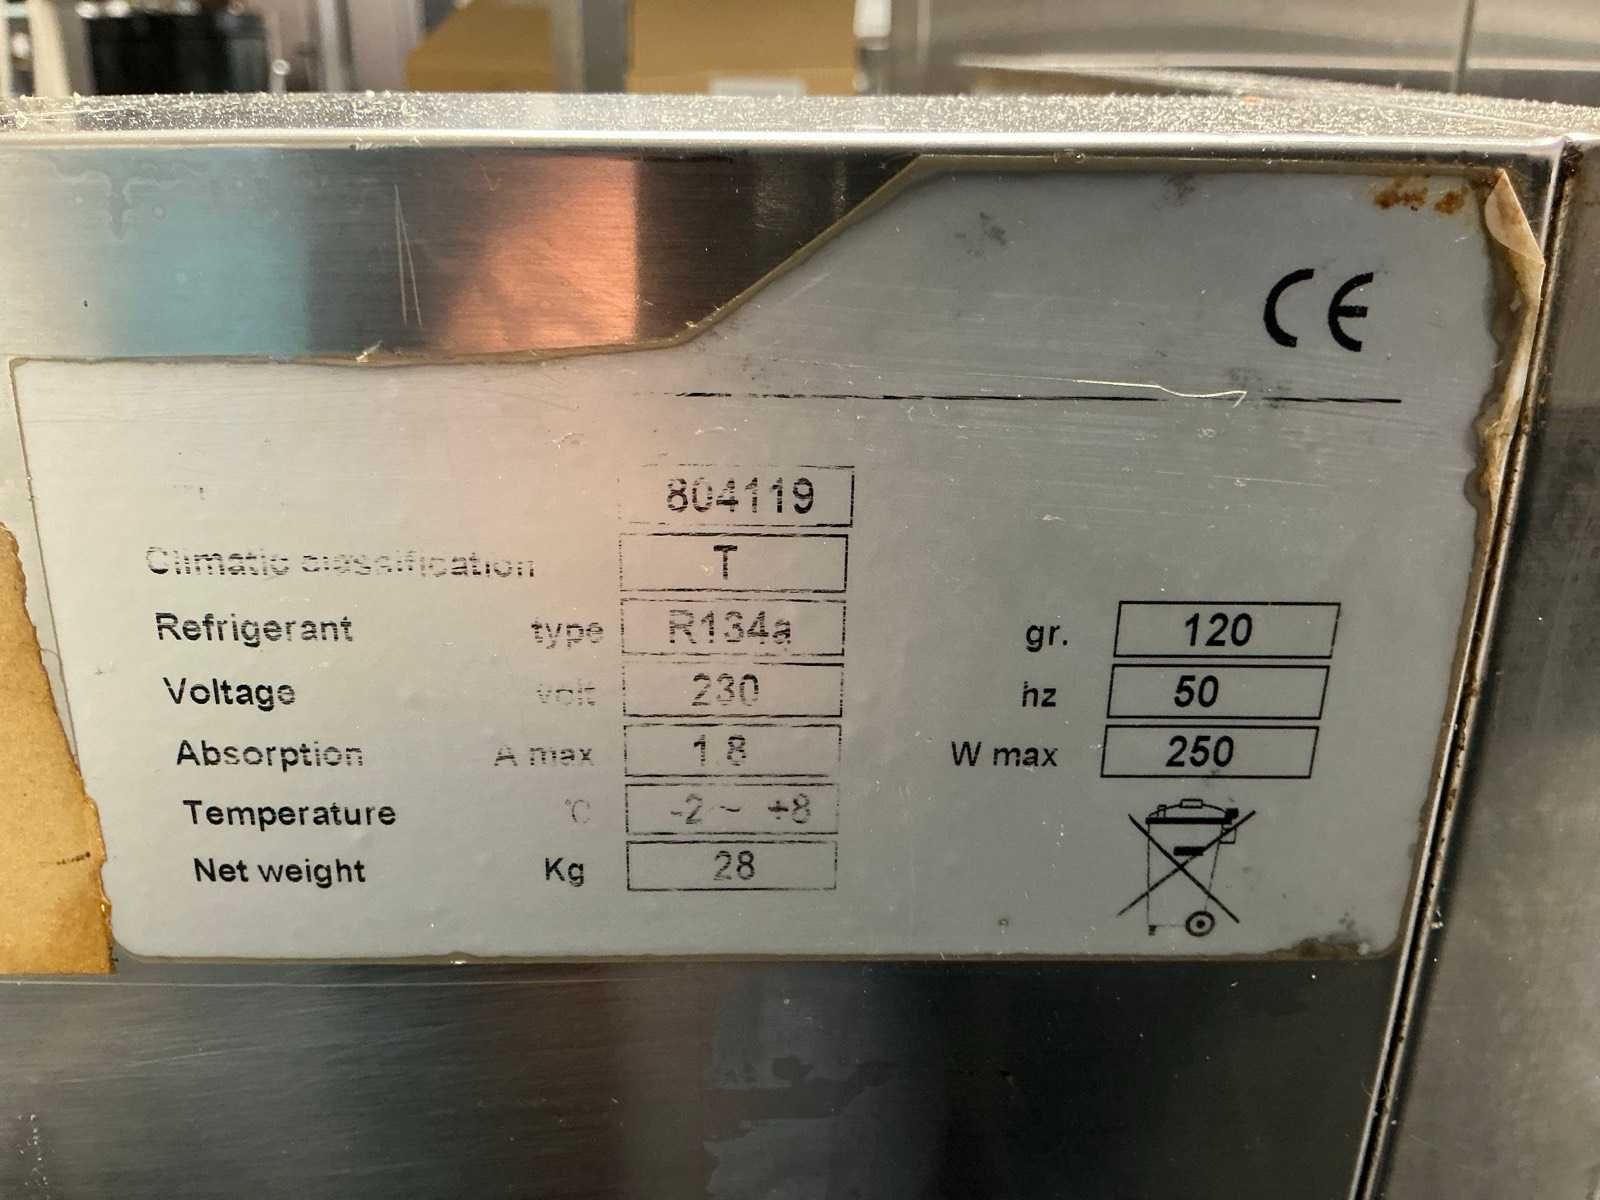 CE
804119
Climatic classification T
Refrigerant type R134a gr. 120
Voltage volt 230 hz 50
Absorption A max 1.8 W max 250
Temperature °C -2 ~ +8
Net weight Kg 28